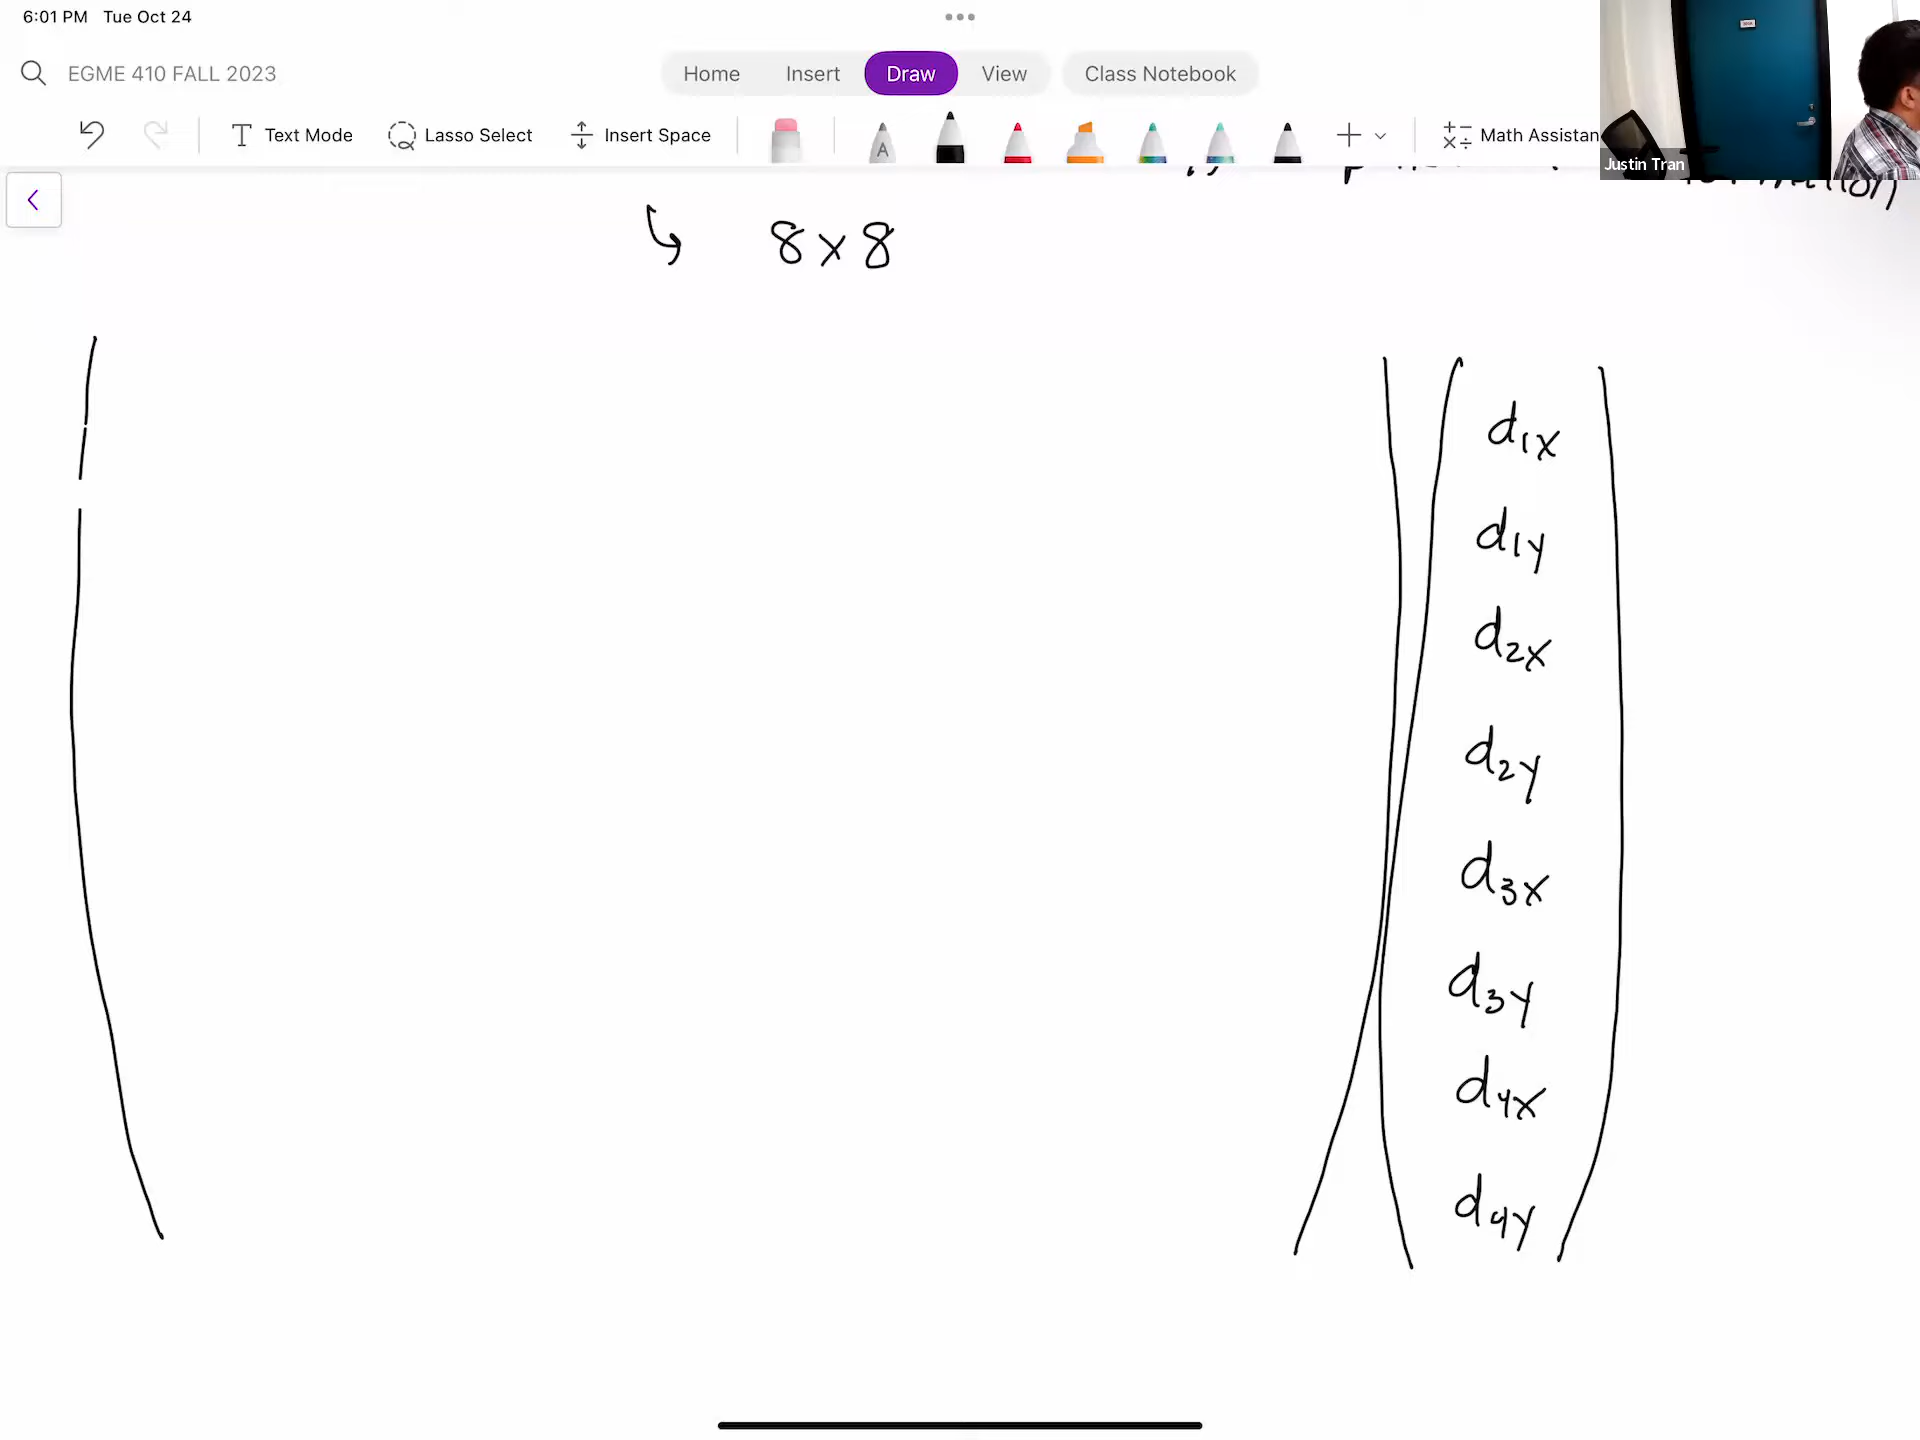 6:01 PM Tue Oct 24
EGME 410 FALL 2023
Home Insert Draw View Class Notebook
Text Mode Lasso Select Insert Space A Math Assistan
Justin Tran
8x8
d1x
d1y
d2x
d2y
d3x
d3y
d4x
d4y